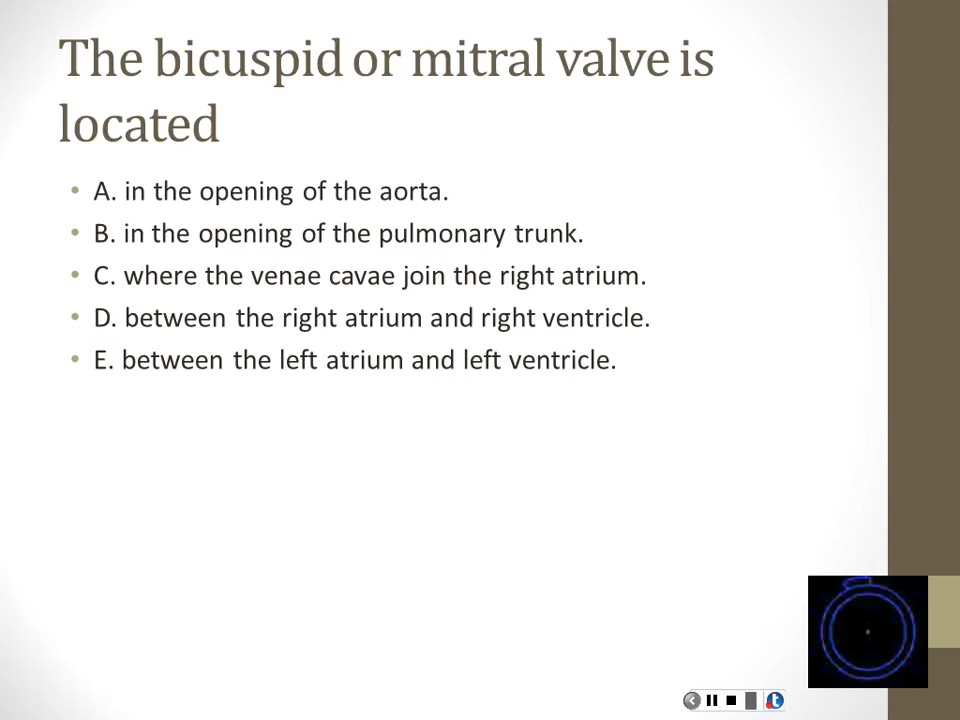 The bicuspid or mitral valve is
located
• A. in the opening of the aorta.
• B. in the opening of the pulmonary trunk.
• C. where the venae cavae join the right atrium.
• D. between the right atrium and right ventricle.
• E. between the left atrium and left ventricle.
t